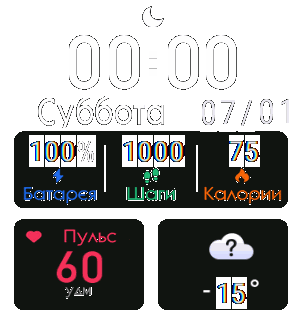 00:00
Суббота 07/01
100% 1000 75
Батарея Шаги Калории
Пульс
60
уд/м
-15°